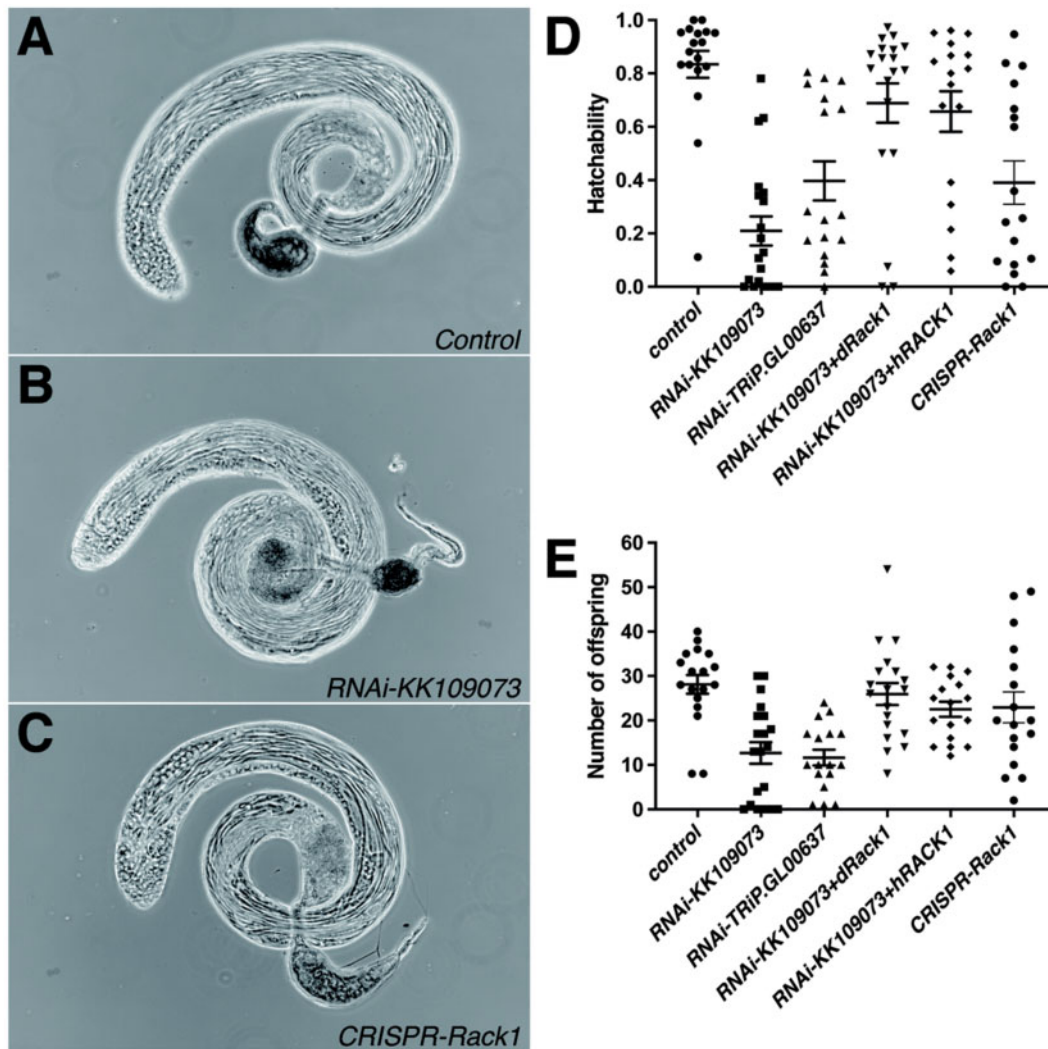 A
Control
B
RNAi-KK109073
C
CRISPR-Rack1
D
Hatchability
1.0
0.8
0.6
0.4
0.2
0.0
control
RNAi-KK109073
RNAi-TRiP.GL00637
RNAi-KK109073+dRack1
RNAi-KK109073+hRACK1
CRISPR-Rack1
E
Number of offspring
60
50
40
30
20
10
0
control
RNAi-KK109073
RNAi-TRiP.GL00637
RNAi-KK109073+dRack1
RNAi-KK109073+hRACK1
CRISPR-Rack1